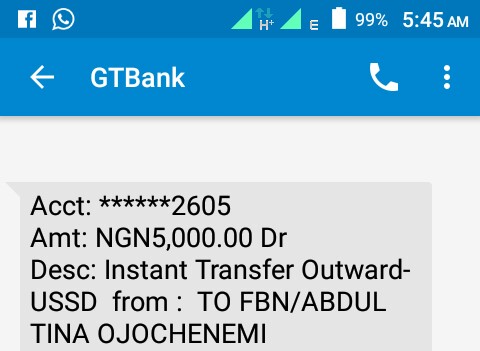 H+ E 99% 5:45 AM
GTBank
Acct: ******2605
Amt: NGN5,000.00 Dr
Desc: Instant Transfer Outward-
USSD from : TO FBN/ABDUL
TINA OJOCHENEMI